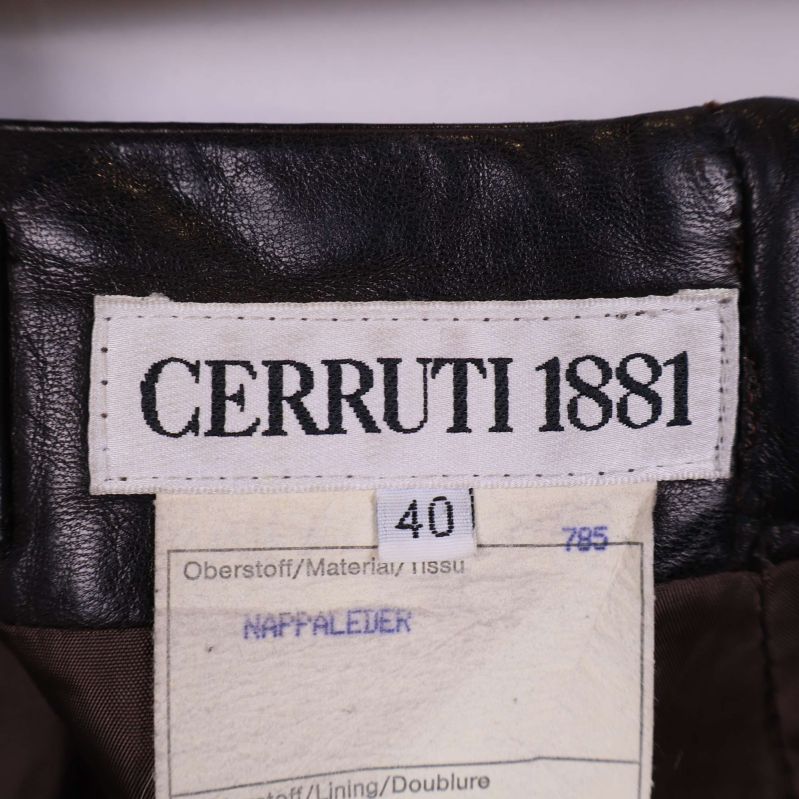 CERRUTI 1881
40
785
Oberstoff/Material/Tissu
NAPPALEDER
/Lining/Doublure